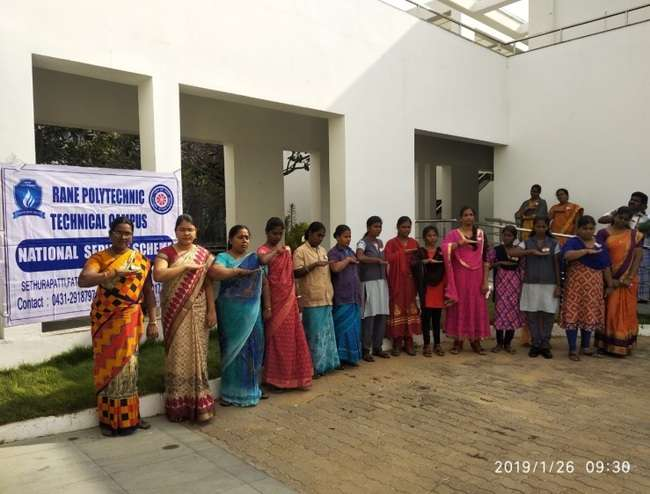 RANE POLYTECHNIC
TECHNICAL CAMPUS
NATIONAL SERVICE SCHEME
SETHURAPATTI,
Contact : 0431-291879
2019/1/26 09:30